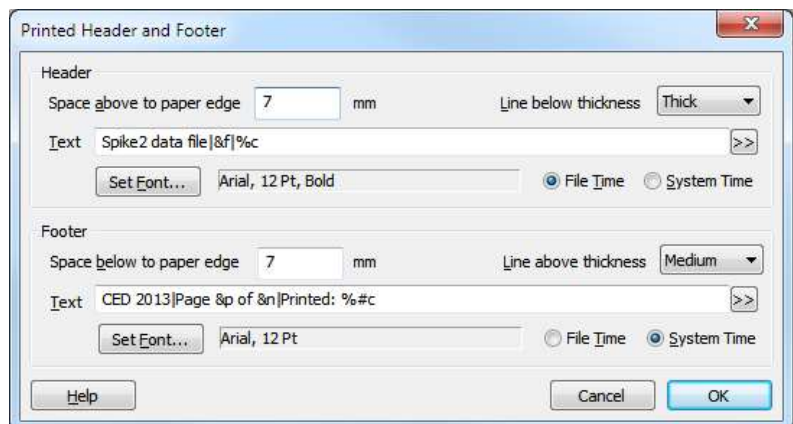 Printed Header and Footer
Header
Space above to paper edge 7 mm Line below thickness Thick
Text Spike2 data file|&f|%c >>
Set Font... Arial, 12 Pt, Bold File Time System Time
Footer
Space below to paper edge 7 mm Line above thickness Medium
Text CED 2013|Page &p of &n|Printed: %#c >>
Set Font... Arial, 12 Pt File Time System Time
Help Cancel OK